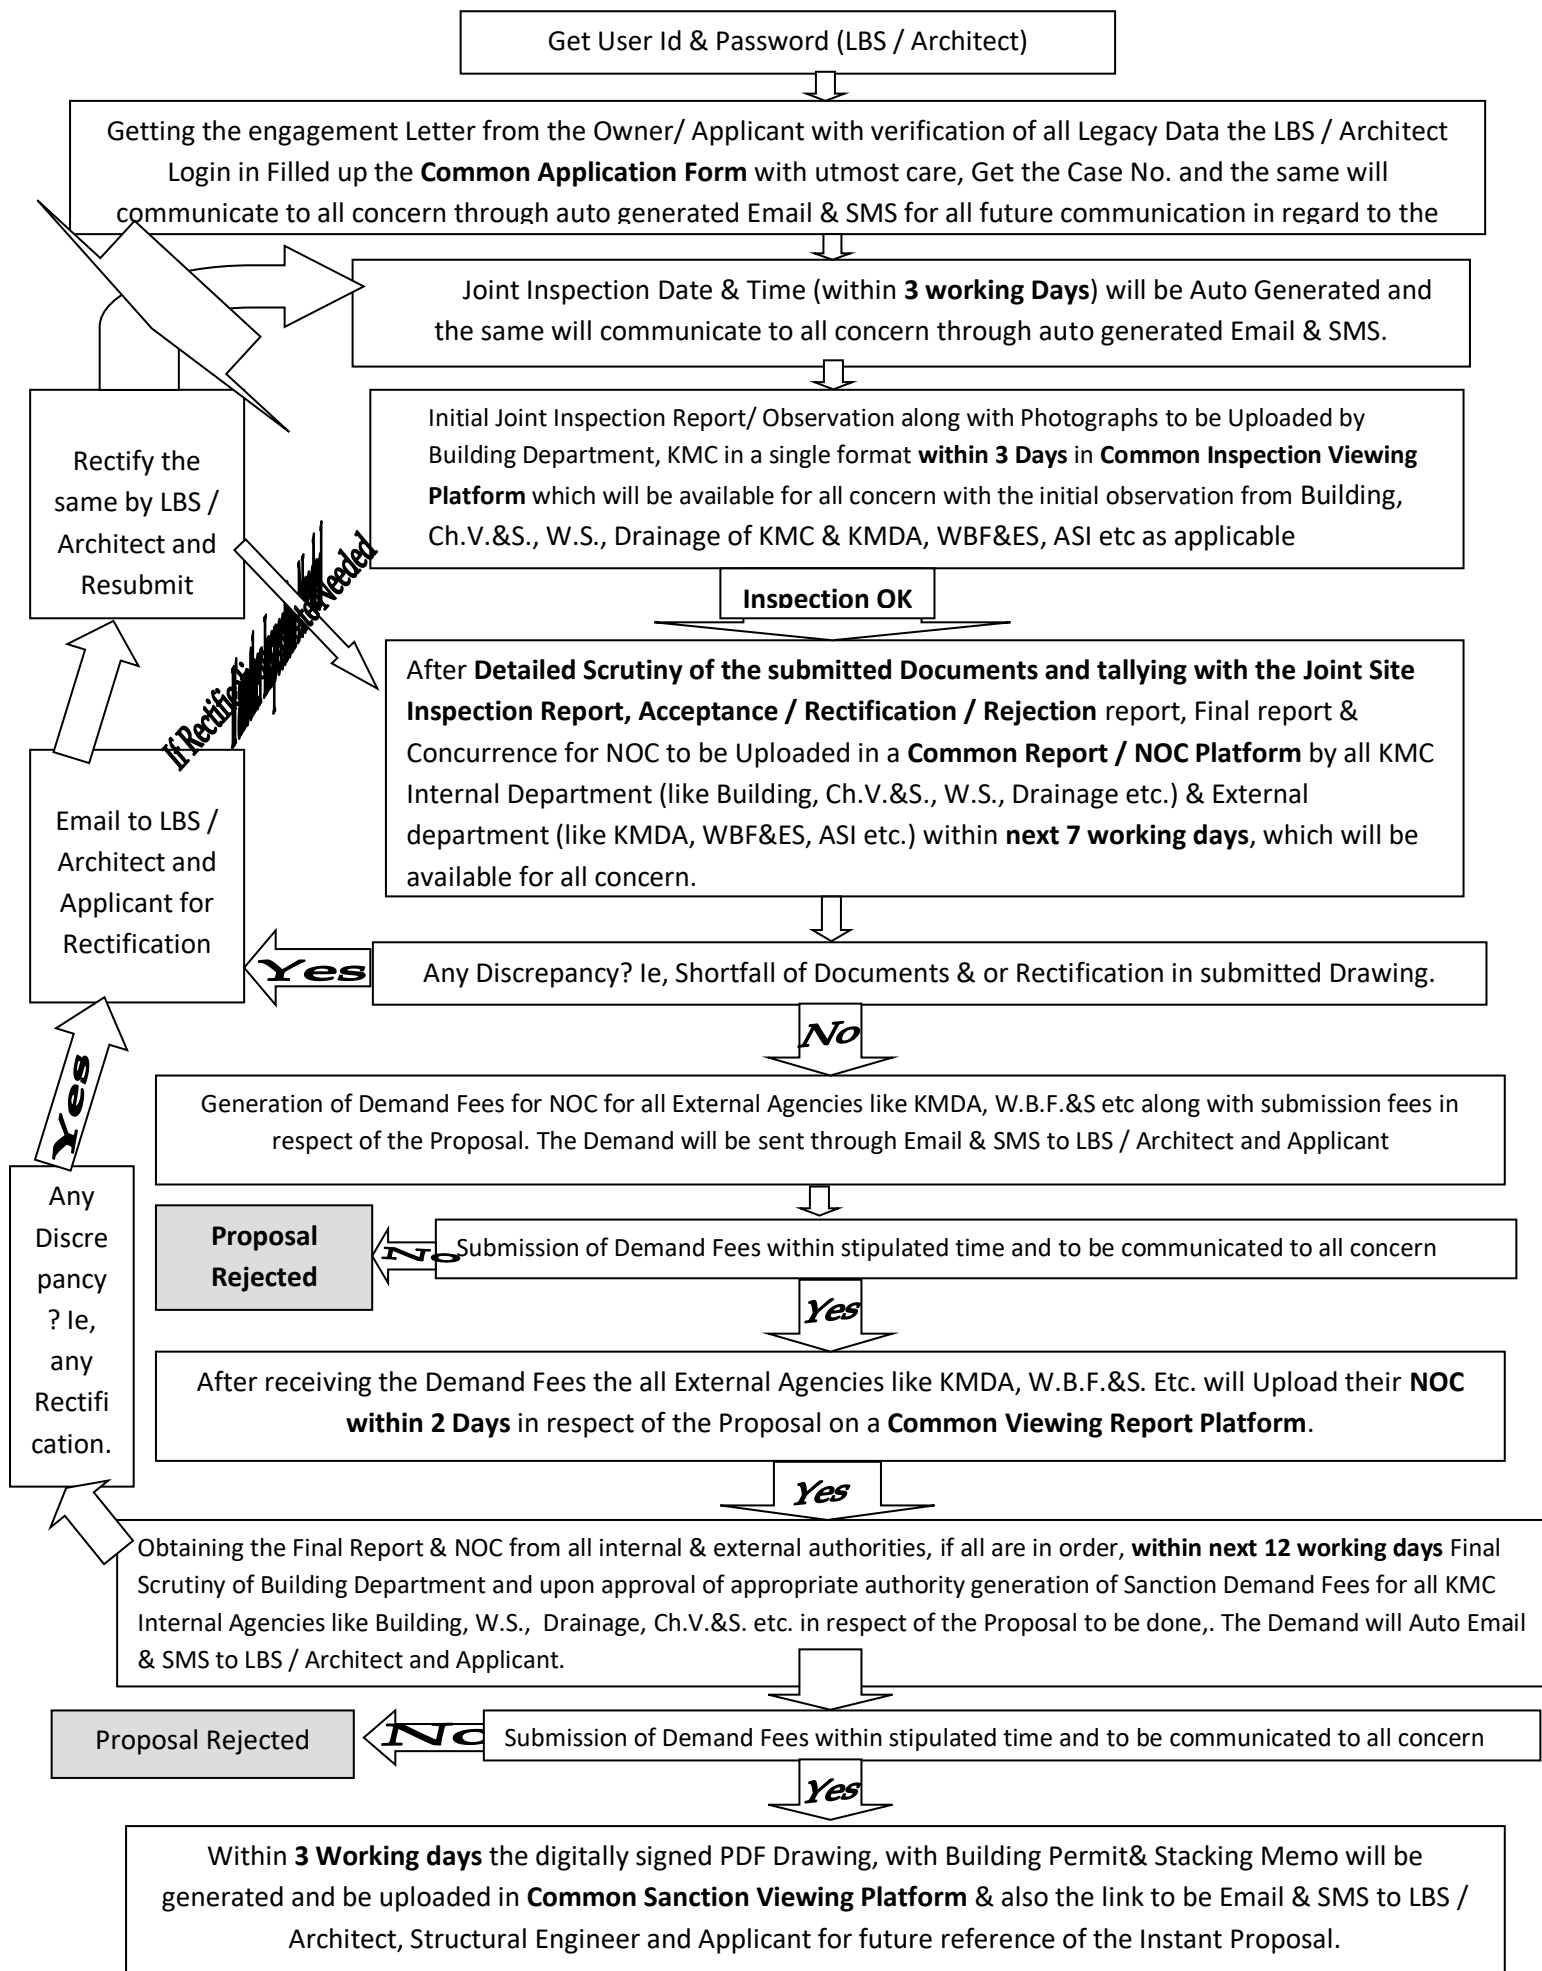 Get User Id & Password (LBS / Architect)
Getting the engagement Letter from the Owner/ Applicant with verification of all Legacy Data the LBS / Architect
Login in Filled up the Common Application Form with utmost care, Get the Case No. and the same will
communicate to all concern through auto generated Email & SMS for all future communication in regard to the
Joint Inspection Date & Time (within 3 working Days) will be Auto Generated and
the same will communicate to all concern through auto generated Email & SMS.
Initial Joint Inspection Report/ Observation along with Photographs to be Uploaded by
Building Department, KMC in a single format within 3 Days in Common Inspection Viewing
Platform which will be available for all concern with the initial observation from Building,
Ch.V.&S., W.S., Drainage of KMC & KMDA, WBF&ES, ASI etc as applicable
Rectify the
same by LBS /
Architect and
Resubmit
If Needed
Inspection OK
After Detailed Scrutiny of the submitted Documents and tallying with the Joint Site
Inspection Report, Acceptance / Rectification / Rejection report, Final report &
Concurrence for NOC to be Uploaded in a Common Report / NOC Platform by all KMC
Internal Department (like Building, Ch.V.&S., W.S., Drainage etc.) & External
department (like KMDA, WBF&ES, ASI etc.) within next 7 working days, which will be
available for all concern.
Email to LBS /
Architect and
Applicant for
Rectification
Yes
Any Discrepancy? Ie, Shortfall of Documents & or Rectification in submitted Drawing.
No
Yes
Generation of Demand Fees for NOC for all External Agencies like KMDA, W.B.F.&S etc along with submission fees in
respect of the Proposal. The Demand will be sent through Email & SMS to LBS / Architect and Applicant
Any
Discre
pancy
? Ie,
any
Rectifi
cation.
Proposal
Rejected
No
Submission of Demand Fees within stipulated time and to be communicated to all concern
Yes
After receiving the Demand Fees the all External Agencies like KMDA, W.B.F.&S. Etc. will Upload their NOC
within 2 Days in respect of the Proposal on a Common Viewing Report Platform.
Yes
Obtaining the Final Report & NOC from all internal & external authorities, if all are in order, within next 12 working days Final
Scrutiny of Building Department and upon approval of appropriate authority generation of Sanction Demand Fees for all KMC
Internal Agencies like Building, W.S., Drainage, Ch.V.&S. etc. in respect of the Proposal to be done,. The Demand will Auto Email
& SMS to LBS / Architect and Applicant.
Proposal Rejected
No
Submission of Demand Fees within stipulated time and to be communicated to all concern
Yes
Within 3 Working days the digitally signed PDF Drawing, with Building Permit& Stacking Memo will be
generated and be uploaded in Common Sanction Viewing Platform & also the link to be Email & SMS to LBS /
Architect, Structural Engineer and Applicant for future reference of the Instant Proposal.